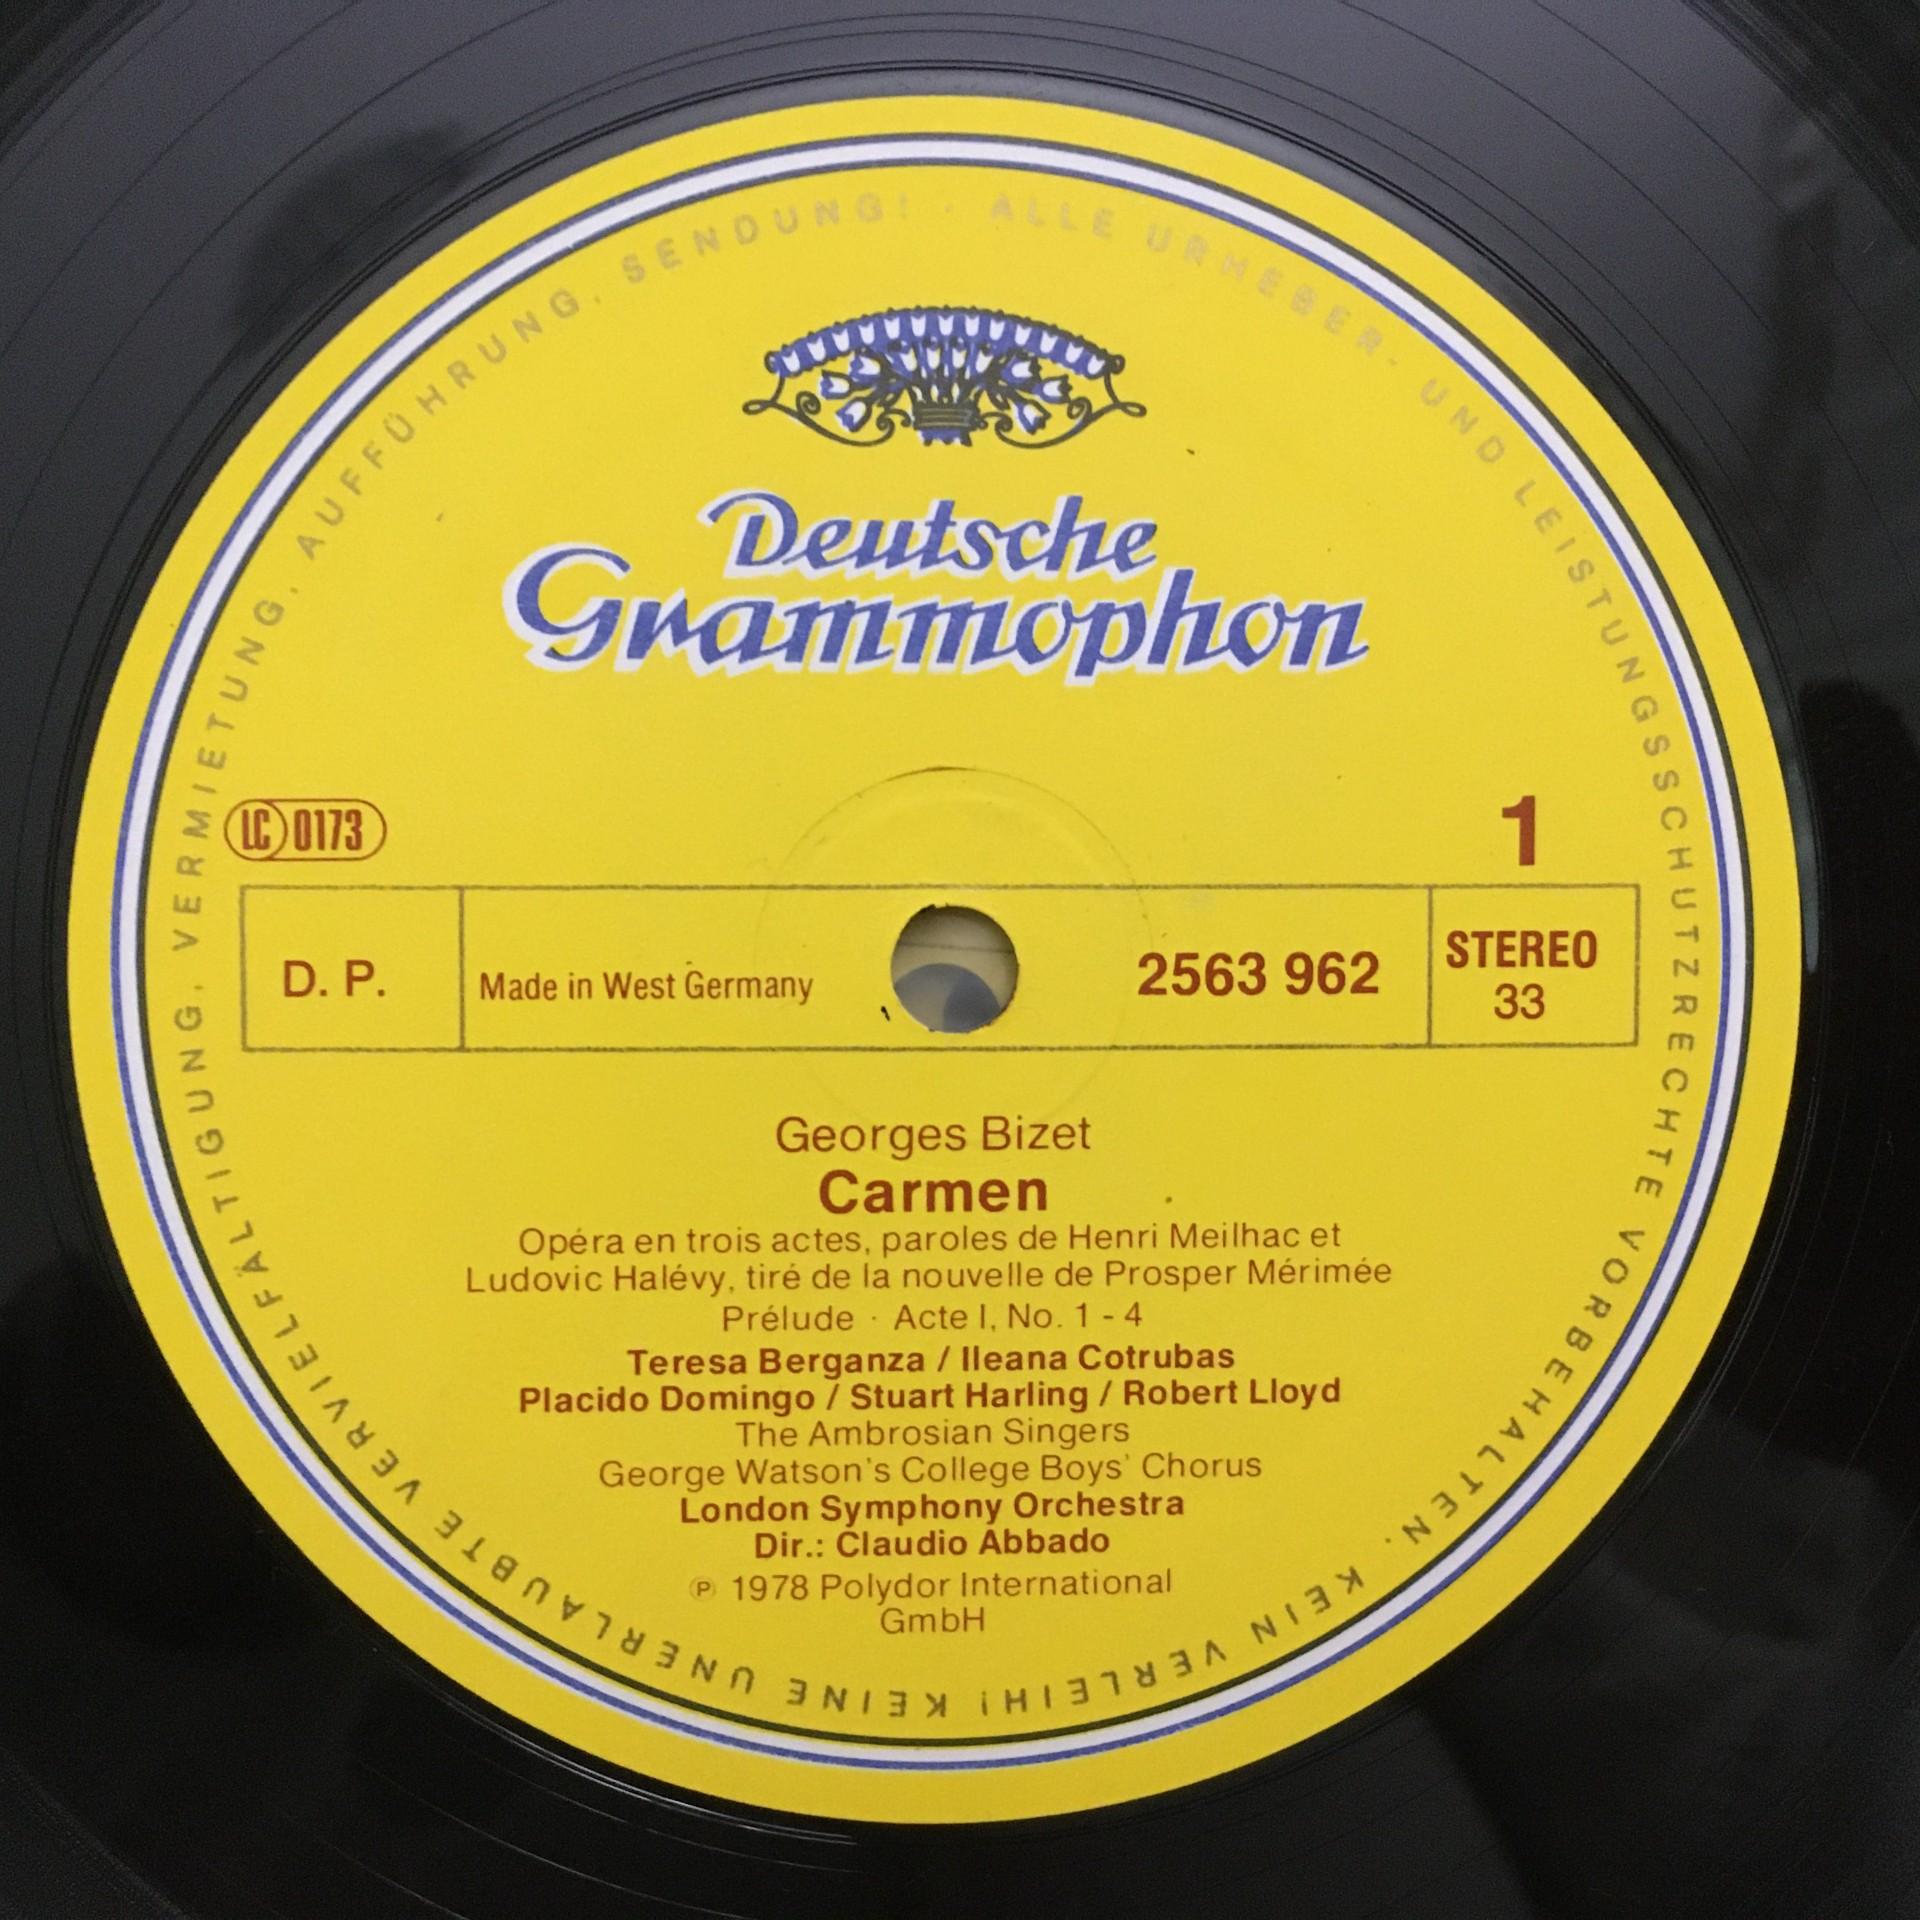 ALLE URHEBER- UND LEISTUNGSSCHUTZRECHTE VORBEHALTEN. KEIN VERLEIH! KEINE UNERLAUBTE VERVIELFÄLTIGUNG, VERMIETUNG, AUFFÜHRUNG, SENDUNG! ·
Deutsche
Grammophon
LC 0173
1
D. P.
Made in West Germany
2563 962
STEREO
33
Georges Bizet
Carmen
Opéra en trois actes, paroles de Henri Meilhac et
Ludovic Halévy, tiré de la nouvelle de Prosper Mérimée
Prélude · Acte I, No. 1 - 4
Teresa Berganza / Ileana Cotrubas
Placido Domingo / Stuart Harling / Robert Lloyd
The Ambrosian Singers
George Watson's College Boys' Chorus
London Symphony Orchestra
Dir.: Claudio Abbado
℗ 1978 Polydor International
GmbH